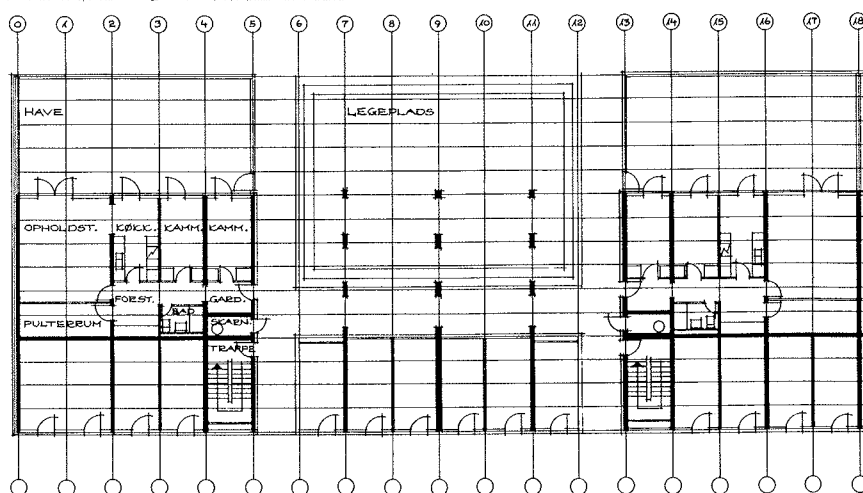 0 1 2 3 4 5 6 7 8 9 10 11 12 13 14 15 16 17 18
HAVE LEGEPLADS
OPHOLDST. KØKK. KAMM. KAMM.
FORST. GARD.
BAD
PULTERRUM SKARN.
TRAPPE